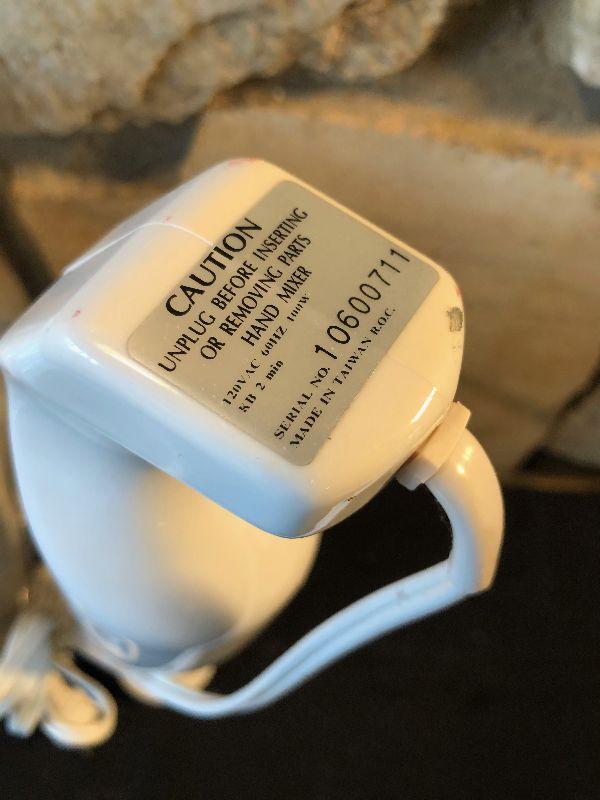 CAUTION
UNPLUG BEFORE INSERTING
OR REMOVING PARTS
HAND MIXER
120VAC 60HZ 100W
KB 2 min
SERIAL NO. 10600711
MADE IN TAIWAN R.O.C.